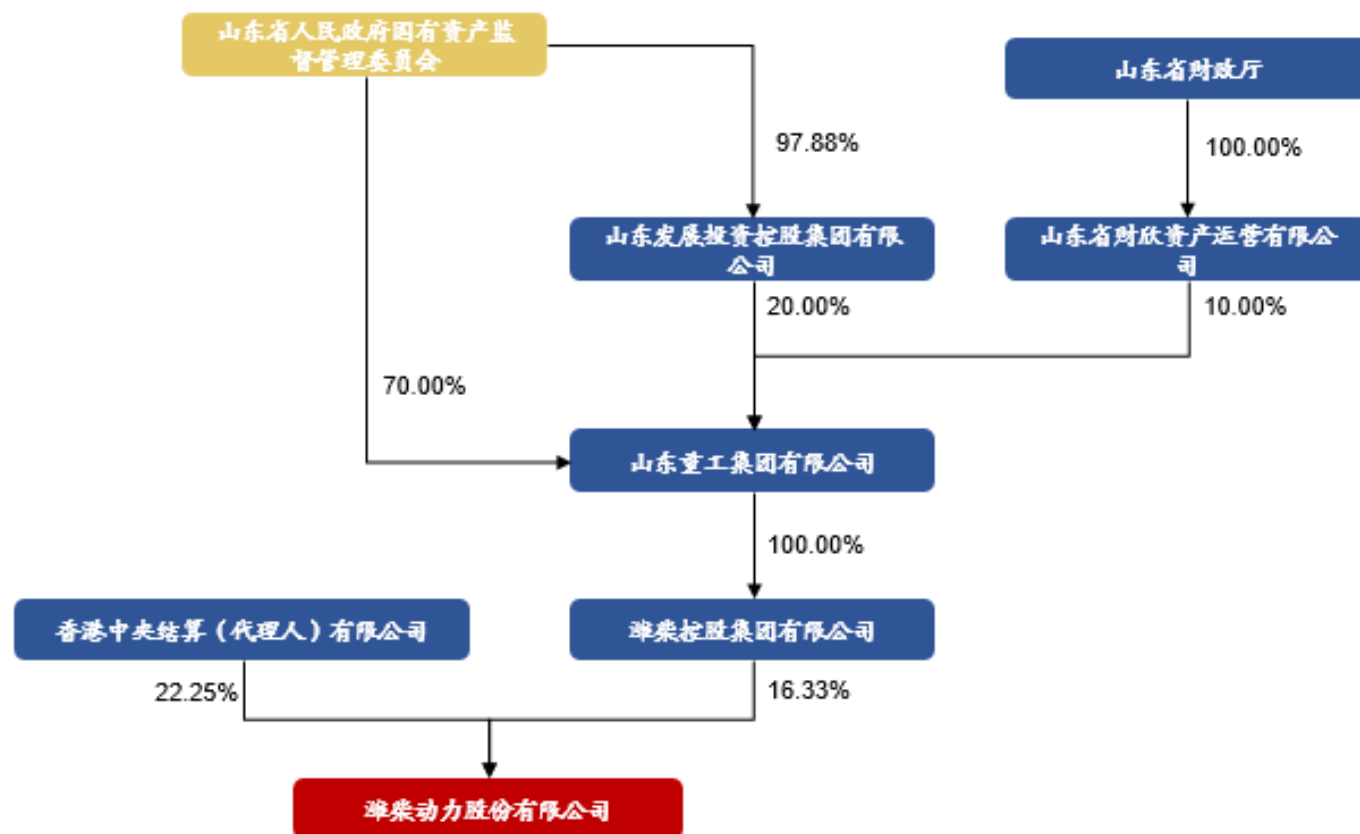 山东省人民政府国有资产监
督管理委员会
山东省财政厅
97.88%
100.00%
山东发展投资控股集团有限
公司
山东省财欣资产运营有限公
司
20.00%
10.00%
70.00%
山东重工集团有限公司
100.00%
香港中央结算（代理人）有限公司
潍柴控股集团有限公司
22.25%
16.33%
潍柴动力股份有限公司